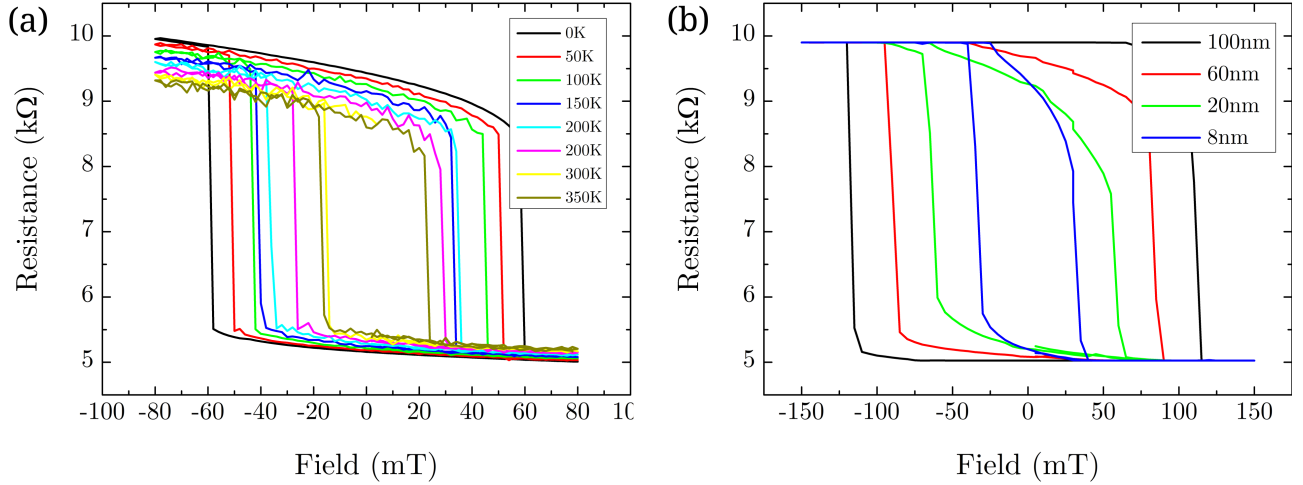 (a)
Resistance (kΩ)
10
9
8
7
6
5
-100 -80 -60 -40 -20 0 20 40 60 80 10
Field (mT)
0K
50K
100K
150K
200K
200K
300K
350K
(b)
Resistance (kΩ)
10
9
8
7
6
5
-150 -100 -50 0 50 100 150
Field (mT)
100nm
60nm
20nm
8nm